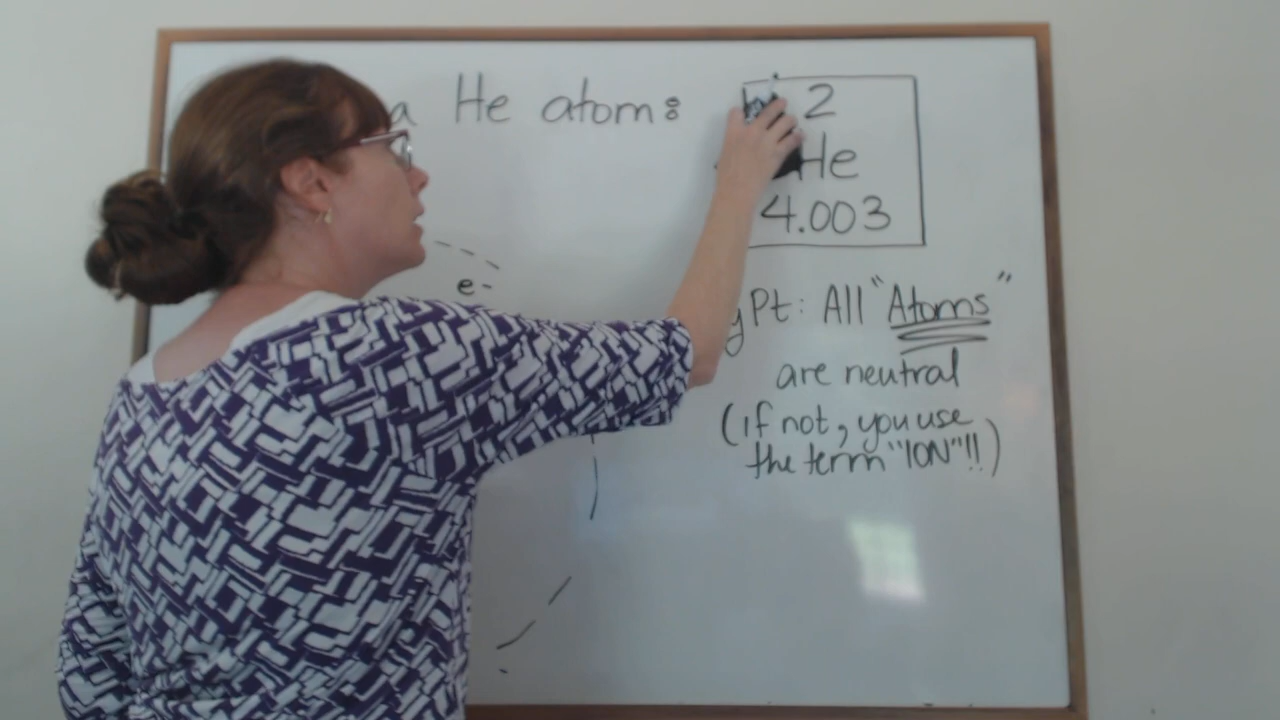 a He atom:
2
He
4.003
e-
y Pt: All "Atoms"
are neutral
(if not, you use
the term "ION"!!)